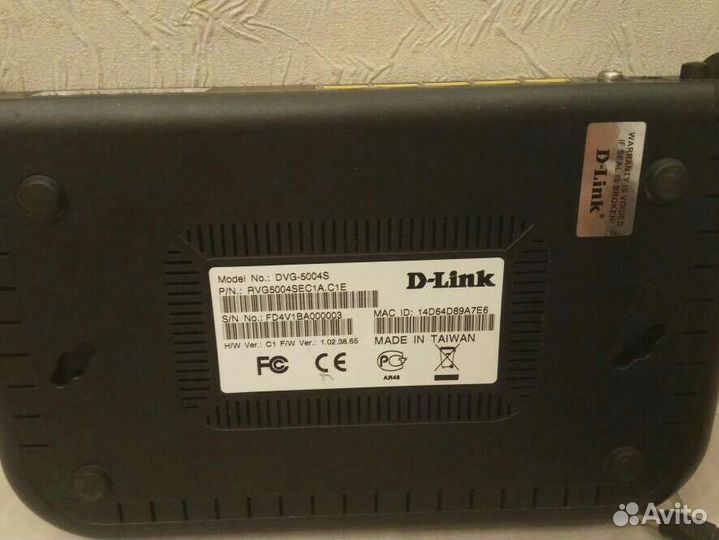 WARRANTY IS VOIDED
IF SEAL IS BROKEN!
D-Link
Model No.: DVG-5004S
P/N.: RVG5004SEC1A.C1E
D-Link
S/N No.: FD4V1BA000003
MAC ID: 14D64D89A7E6
H/W Ver.: C1 F/W Ver.: 1.02.38.65
MADE IN TAIWAN
FC CE
AR46
Avito